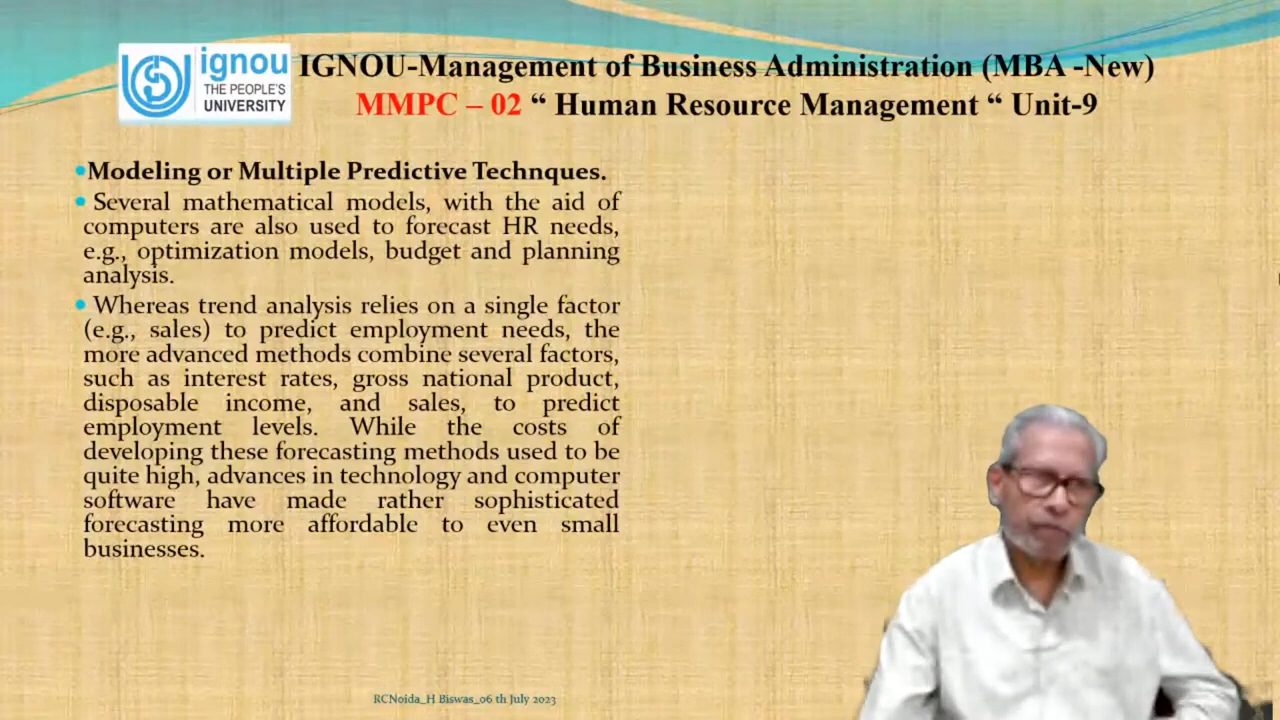 ignou
THE PEOPLE'S
UNIVERSITY
IGNOU-Management of Business Administration (MBA -New)
MMPC – 02 “ Human Resource Management “ Unit-9
•Modeling or Multiple Predictive Technques.
• Several mathematical models, with the aid of
computers are also used to forecast HR needs,
e.g., optimization models, budget and planning
analysis.
• Whereas trend analysis relies on a single factor
(e.g., sales) to predict employment needs, the
more advanced methods combine several factors,
such as interest rates, gross national product,
disposable income, and sales, to predict
employment levels. While the costs of
developing these forecasting methods used to be
quite high, advances in technology and computer
software have made rather sophisticated
forecasting more affordable to even small
businesses.
RCNoida_H Biswas_06 th July 2023